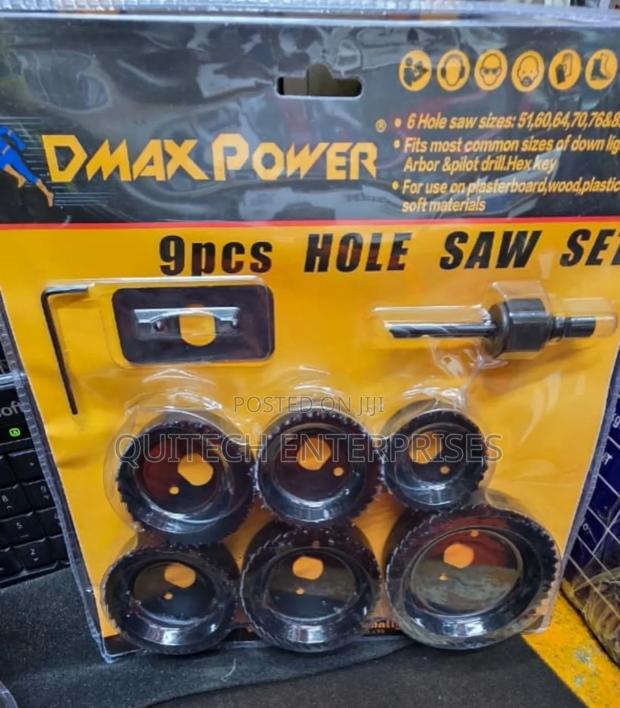 • 6 Hole saw sizes: 51,60,64,70,76&8
• Fits most common sizes of down lig
Arbor &pilot drill.Hex key
• For use on plasterboard,wood,plastic
soft materials
DMAX POWER ®
9pcs HOLE SAW SET
POSTED ON JIJI
QUITECH ENTERPRISES